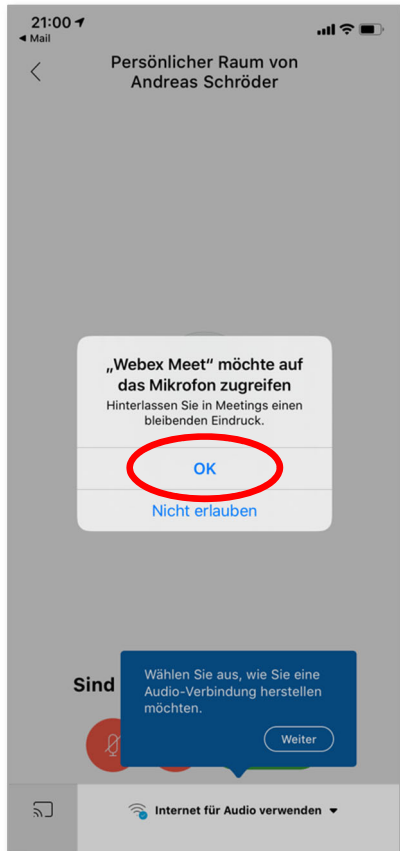 21:00
◀ Mail
Persönlicher Raum von
Andreas Schröder
„Webex Meet“ möchte auf
das Mikrofon zugreifen
Hinterlassen Sie in Meetings einen
bleibenden Eindruck.
OK
Nicht erlauben
Sind
Wählen Sie aus, wie Sie eine
Audio-Verbindung herstellen
möchten.
Weiter
Internet für Audio verwenden